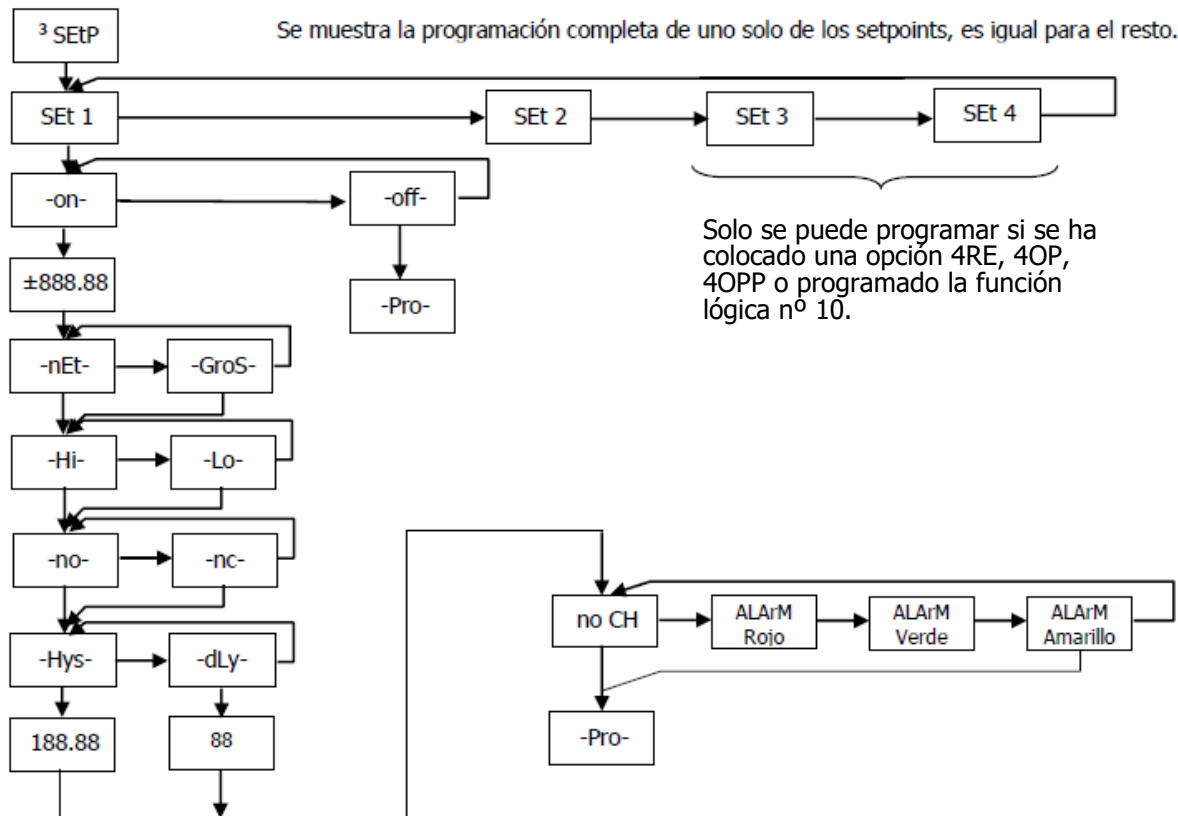 ³ SEtP
Se muestra la programación completa de uno solo de los setpoints, es igual para el resto.
SEt 1
SEt 2
SEt 3
SEt 4
-on-
-off-
±888.88
-Pro-
Solo se puede programar si se ha
colocado una opción 4RE, 4OP,
4OPP o programado la función
lógica nº 10.
-nEt-
-GroS-
-Hi-
-Lo-
-no-
-nc-
no CH
ALArM
Rojo
ALArM
Verde
ALArM
Amarillo
-Hys-
-dLy-
188.88
88
-Pro-